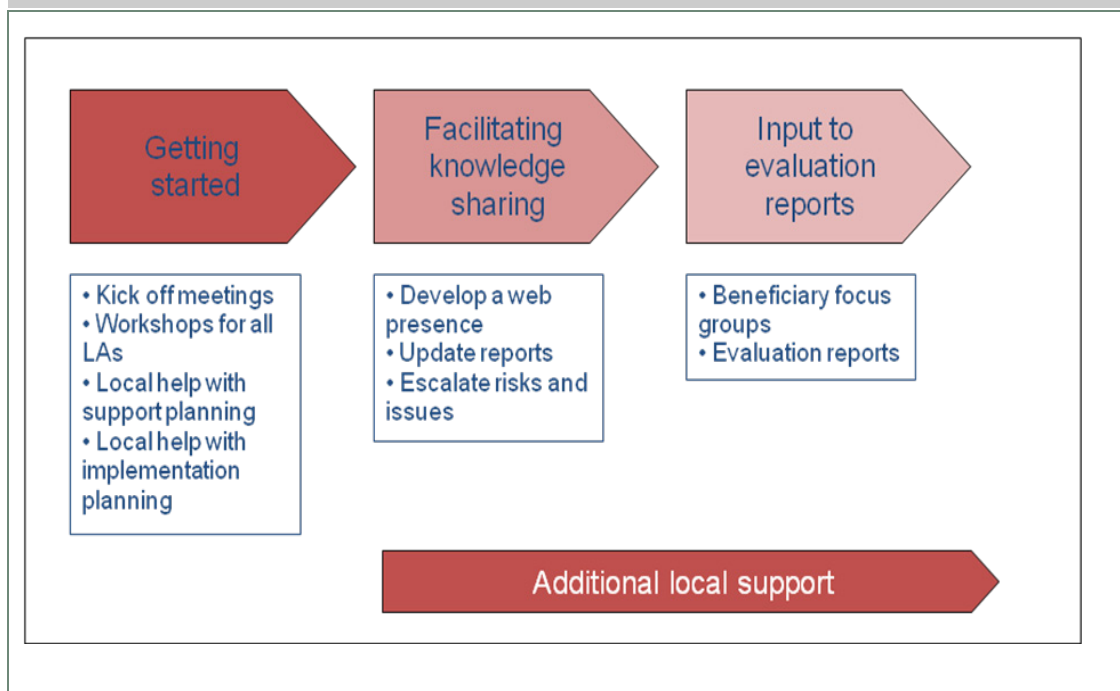 Getting
started
Facilitating
knowledge
sharing
Input to
evaluation
reports
• Kick off meetings
• Workshops for all
LAs
• Local help with
support planning
• Local help with
implementation
planning
• Develop a web
presence
• Update reports
• Escalate risks and
issues
• Beneficiary focus
groups
• Evaluation reports
Additional local support